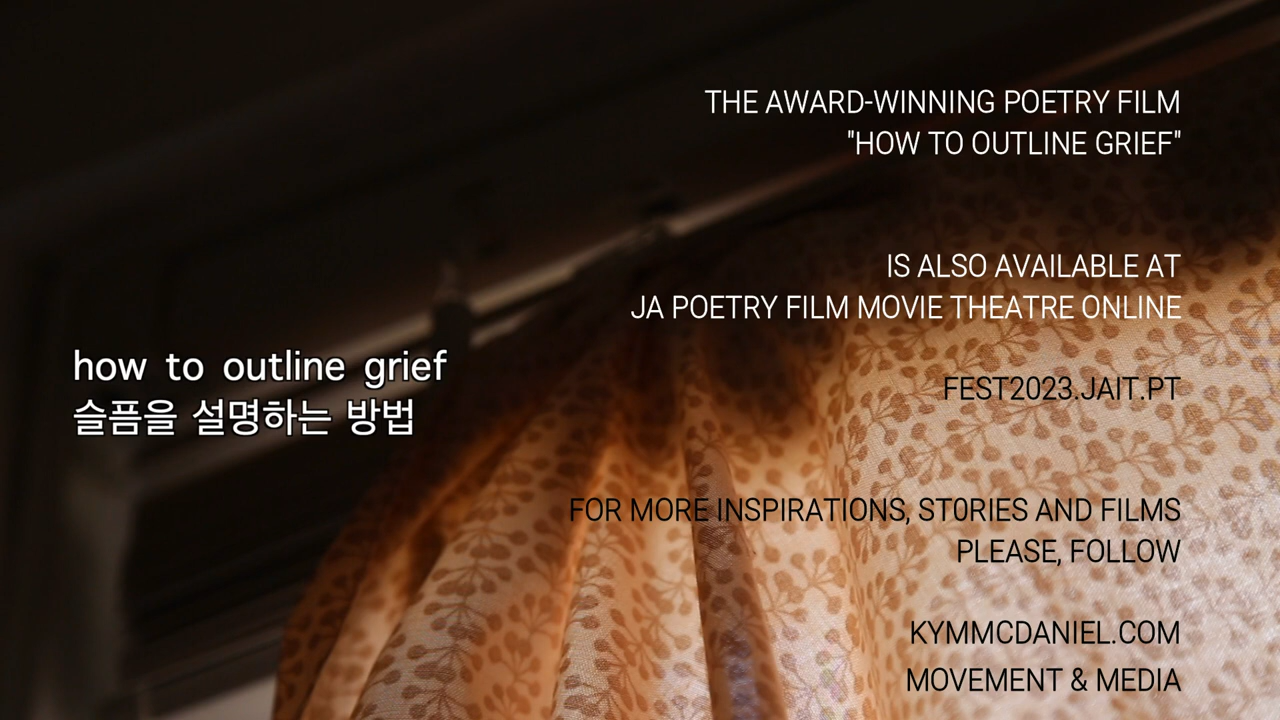 how to outline grief
슬픔을 설명하는 방법
THE AWARD-WINNING POETRY FILM
"HOW TO OUTLINE GRIEF"
IS ALSO AVAILABLE AT
JA POETRY FILM MOVIE THEATRE ONLINE
FEST2023.JAIT.PT
FOR MORE INSPIRATIONS, ST0RIES AND FILMS
PLEASE, FOLLOW
KYMMCDANIEL.COM
MOVEMENT & MEDIA